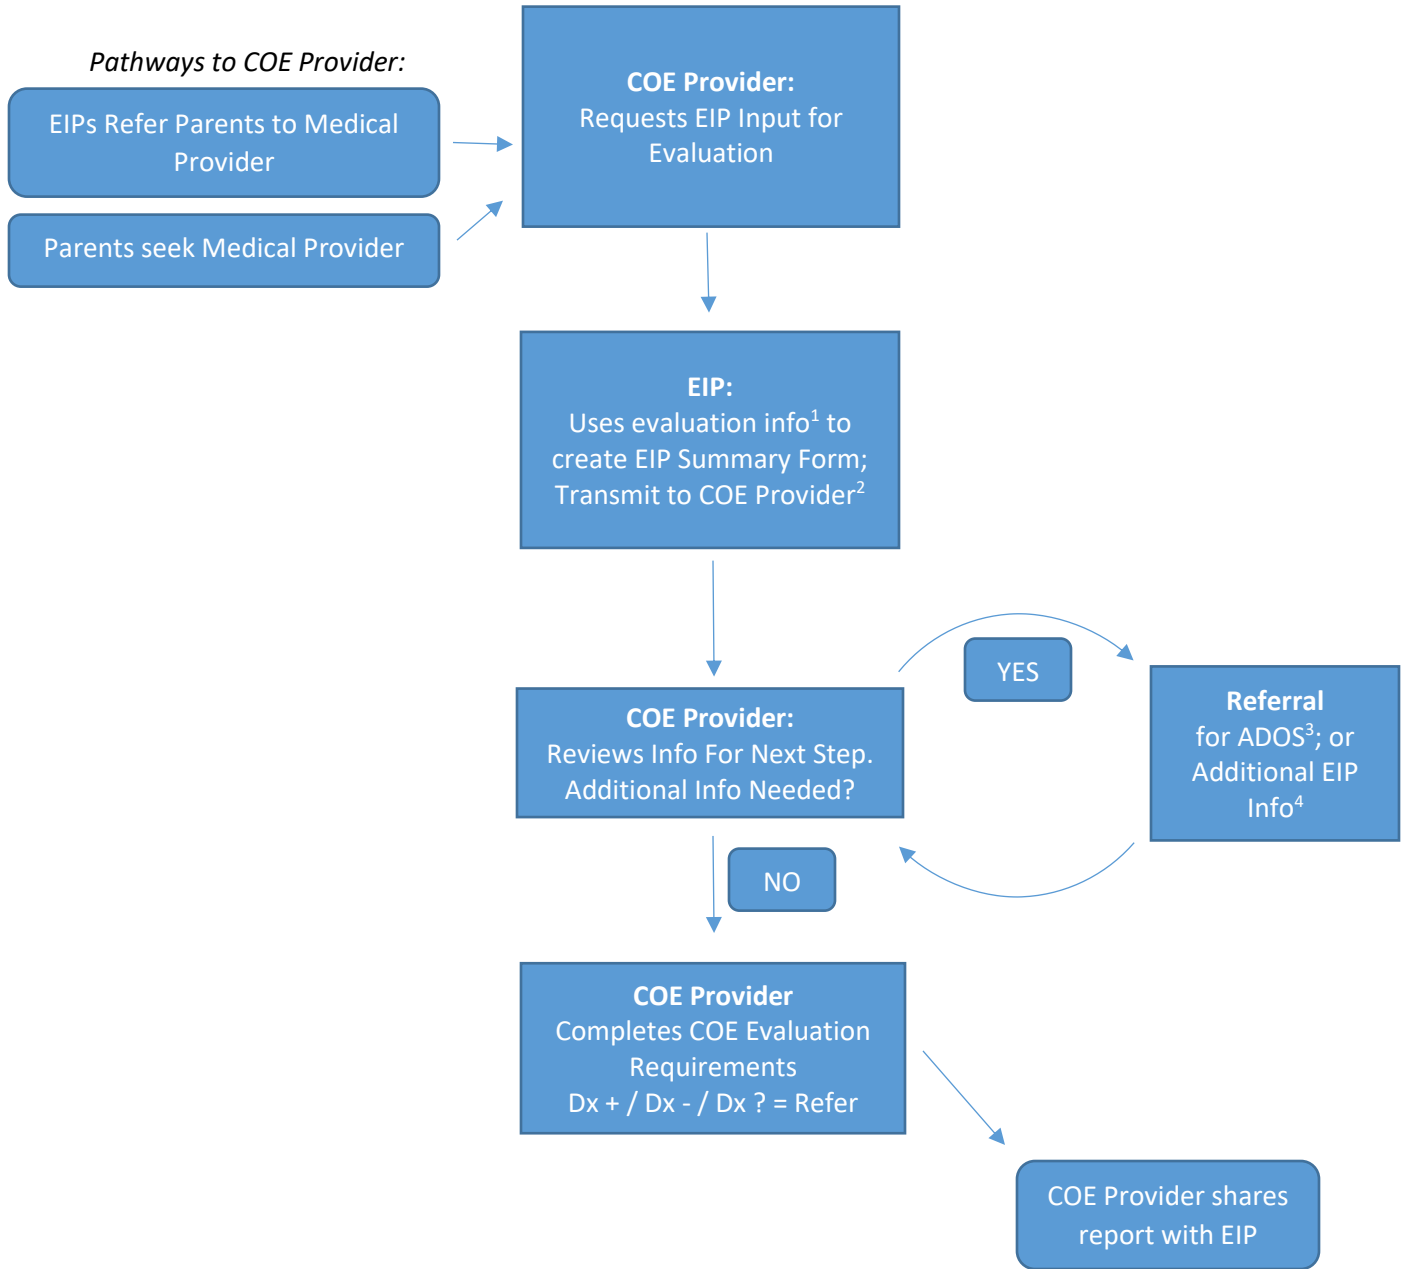 Pathways to COE Provider:
EIPs Refer Parents to Medical
Provider
Parents seek Medical Provider
COE Provider:
Requests EIP Input for
Evaluation
EIP:
Uses evaluation info¹ to
create EIP Summary Form;
Transmit to COE Provider²
COE Provider:
Reviews Info For Next Step.
Additional Info Needed?
YES
Referral
for ADOS³; or
Additional EIP
Info⁴
NO
COE Provider
Completes COE Evaluation
Requirements
Dx + / Dx - / Dx ? = Refer
COE Provider shares
report with EIP